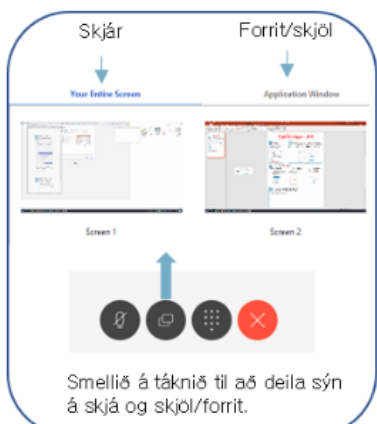 Skjár
Forrit/skjöl
Your Entire Screen
Application Window
Screen 1
Screen 2
Smellið á táknið til að deila sýn
á skjá og skjöl/forrit.